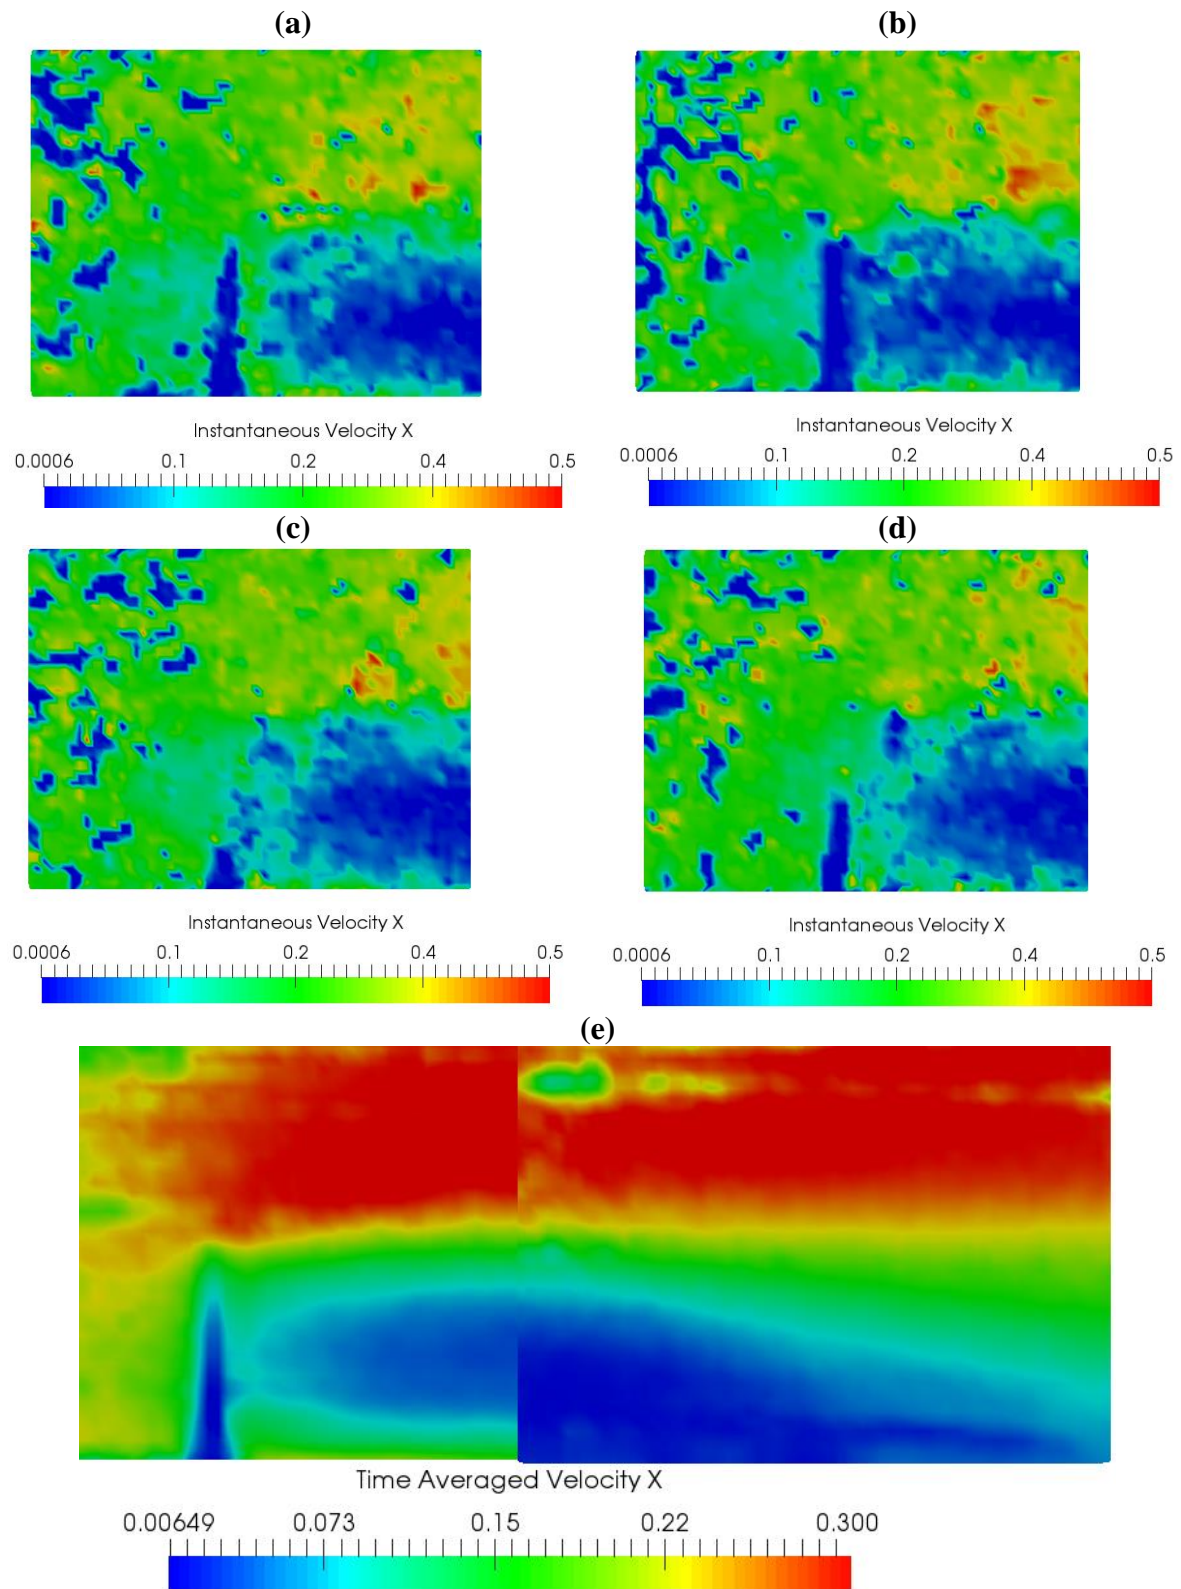 (a) (b)
Instantaneous Velocity X Instantaneous Velocity X
0.0006 0.1 0.2 0.4 0.5 0.0006 0.1 0.2 0.4 0.5
(c) (d)
Instantaneous Velocity X Instantaneous Velocity X
0.0006 0.1 0.2 0.4 0.5 0.0006 0.1 0.2 0.4 0.5
(e)
Time Averaged Velocity X
0.00649 0.073 0.15 0.22 0.300